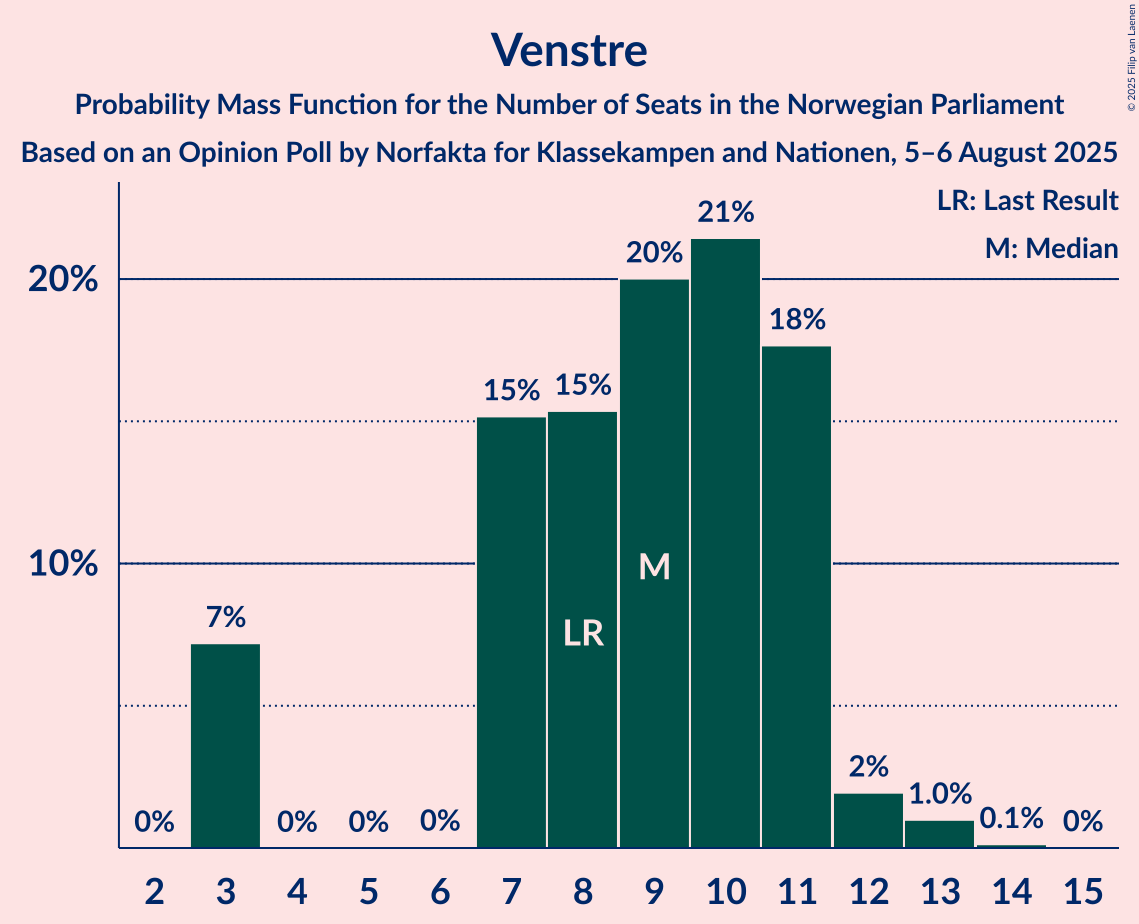 Venstre
Probability Mass Function for the Number of Seats in the Norwegian Parliament
Based on an Opinion Poll by Norfakta for Klassekampen and Nationen, 5–6 August 2025
© 2025 Filip van Laenen
LR: Last Result
M: Median
20%
10%
0%
7%
0%
0%
0%
15%
15%
20%
21%
18%
2%
1.0%
0.1%
0%
LR
M
2 3 4 5 6 7 8 9 10 11 12 13 14 15